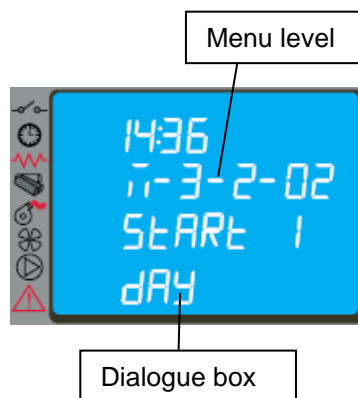 Menu level
14:36
M-3-2-02
START 1
dAY
Dialogue box